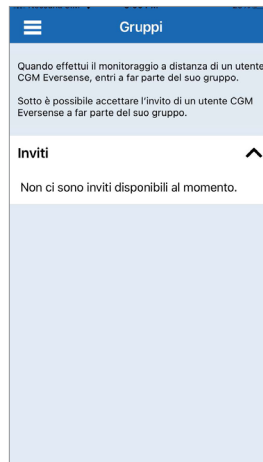 Gruppi
Quando effettui il monitoraggio a distanza di un utente
CGM Eversense, entri a far parte del suo gruppo.
Sotto è possibile accettare l'invito di un utente CGM
Eversense a far parte del suo gruppo.
Inviti
Non ci sono inviti disponibili al momento.